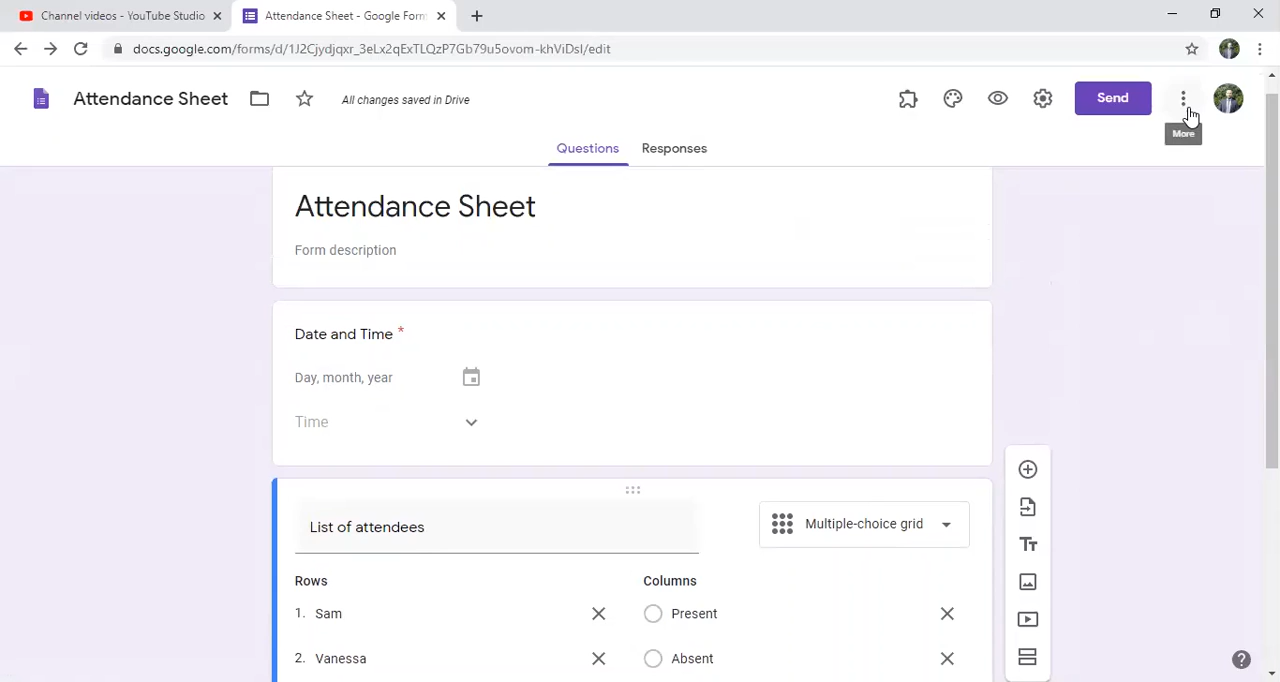 Channel videos - YouTube Studio
Attendance Sheet - Google Form
docs.google.com/forms/d/1J2Cjydjqxr_3eLx2qExTLQzP7Gb79u5ovom-khViDsI/edit
Attendance Sheet
All changes saved in Drive
Send
More
Questions Responses
Attendance Sheet
Form description
Date and Time *
Day, month, year
Time
List of attendees
Multiple-choice grid
Rows Columns
1. Sam Present
2. Vanessa Absent